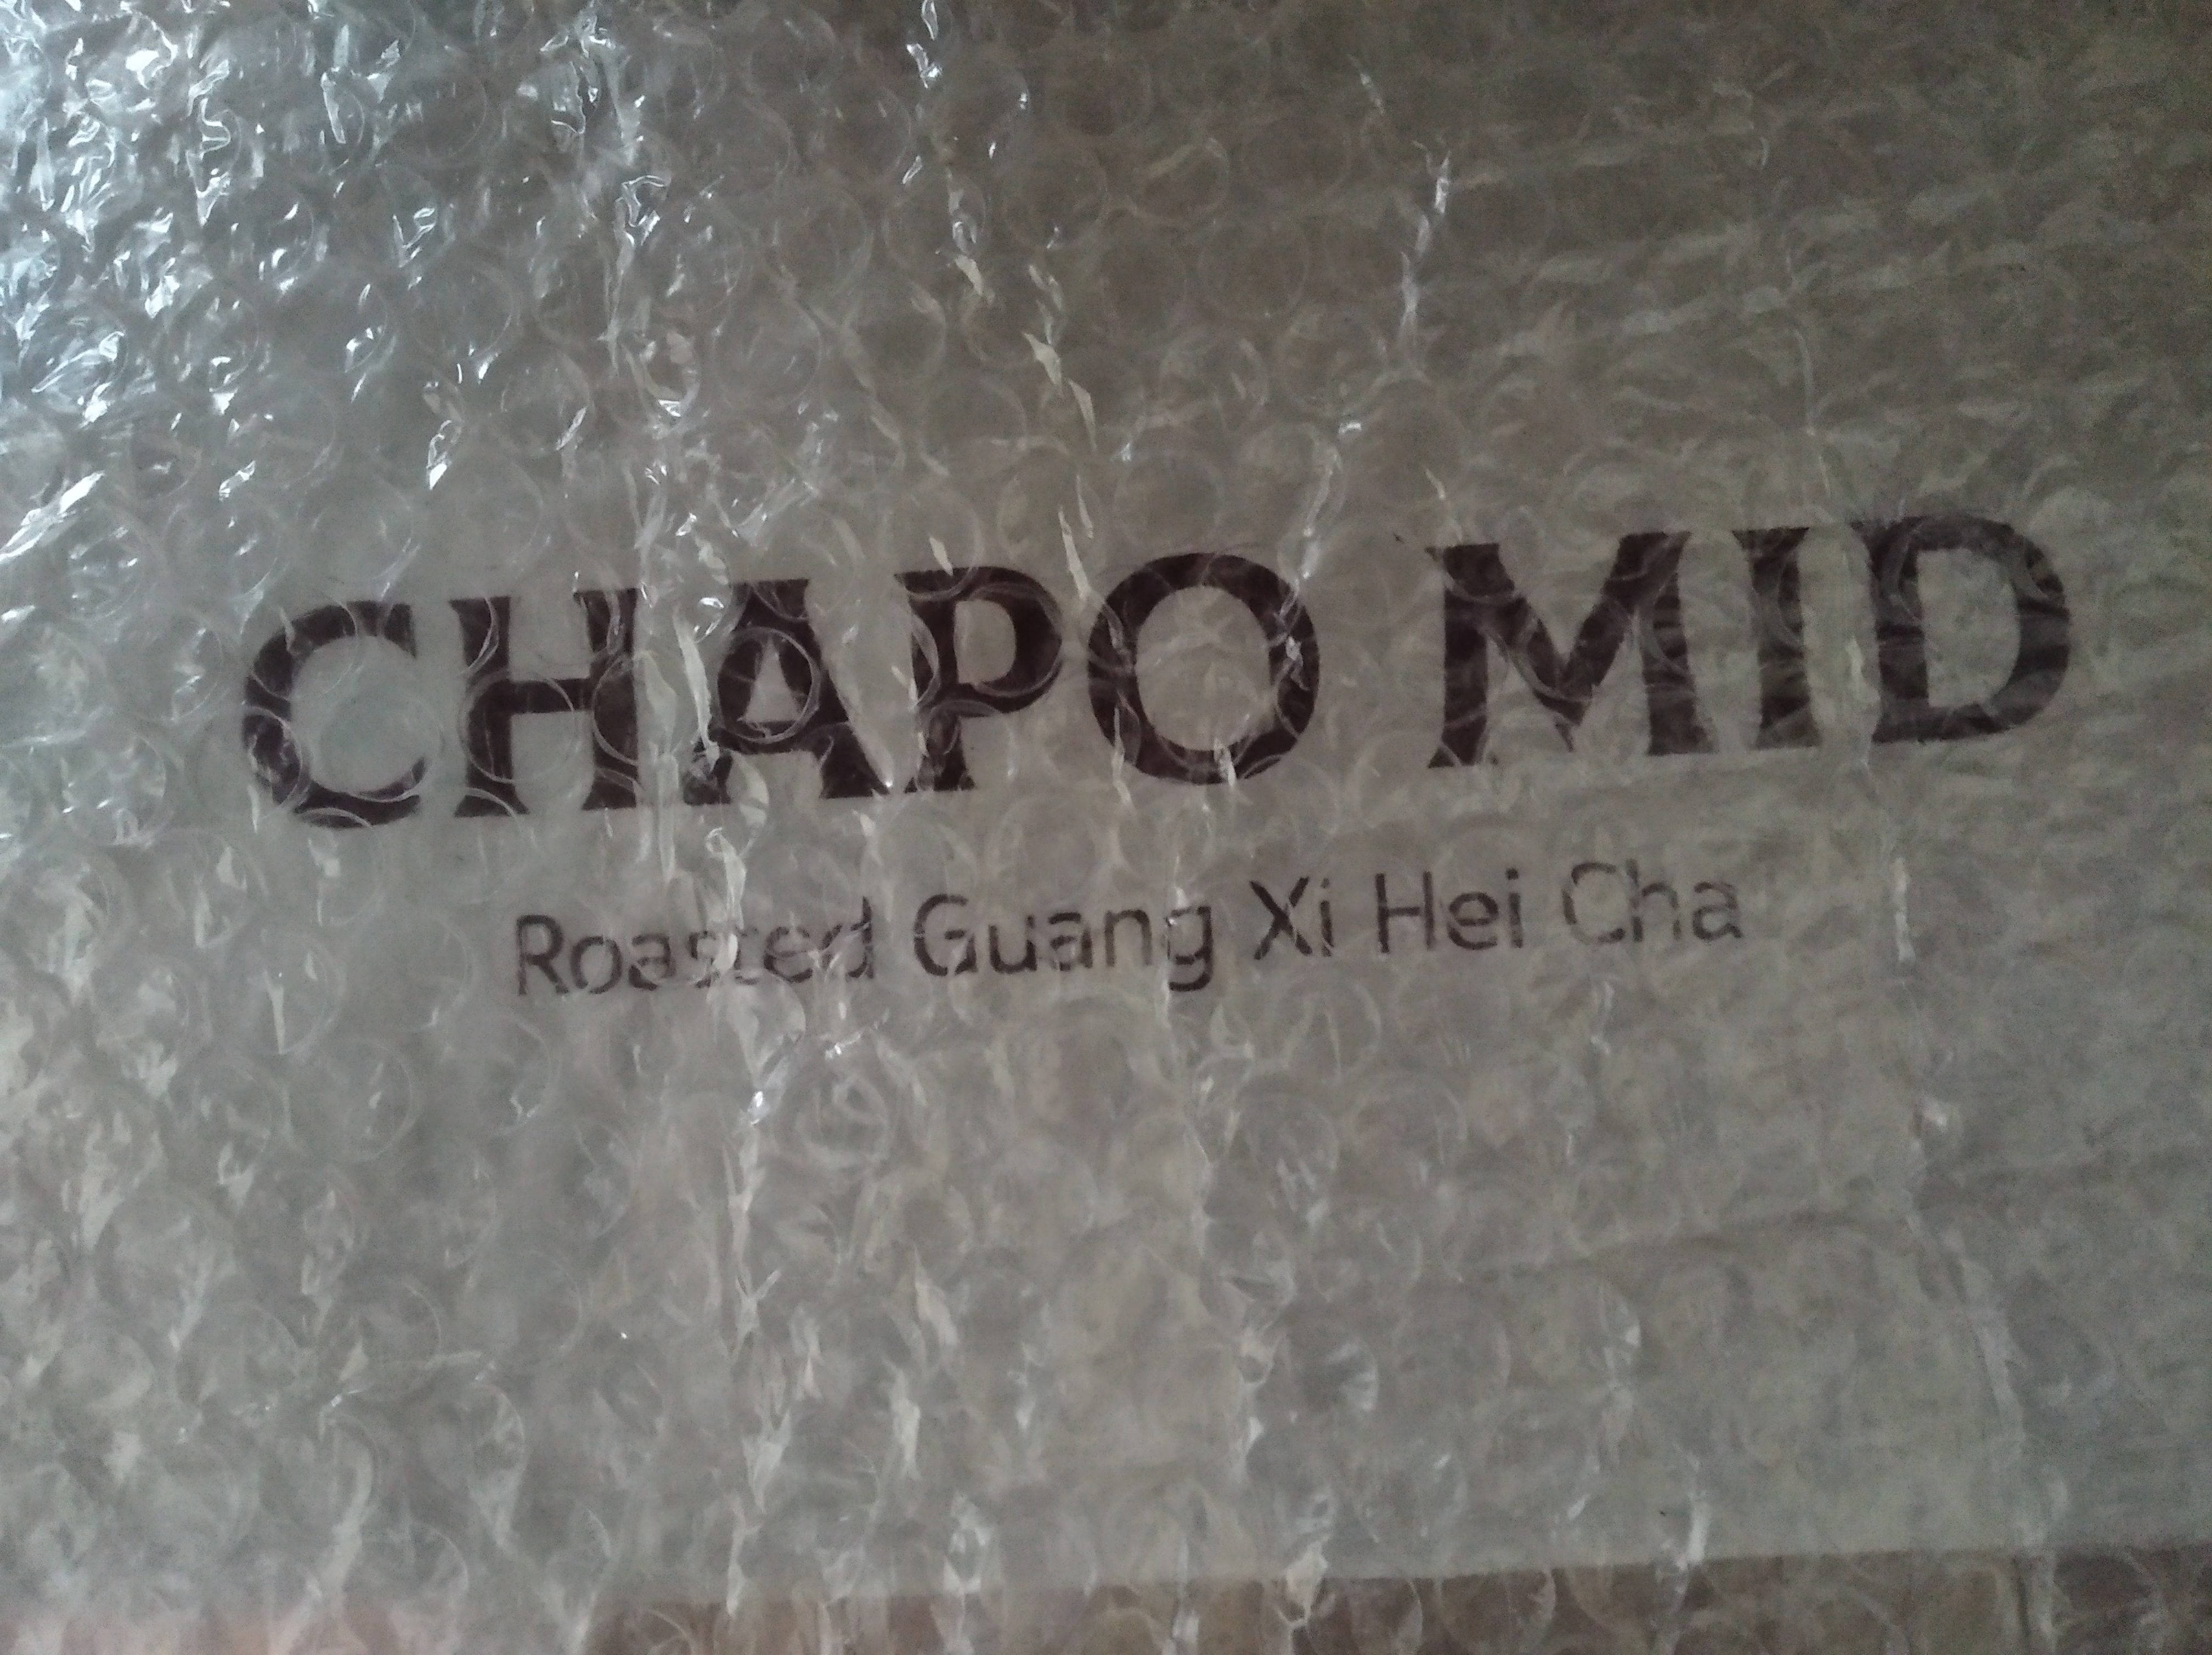 CHAPO MID
Roasted Guang Xi Hei Cha